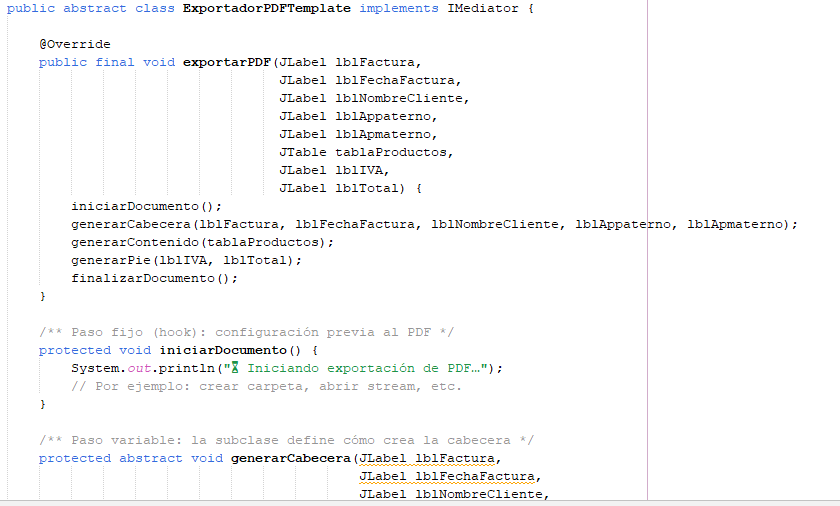 public abstract class ExportadorPDFTemplate implements IMediator {
@Override
public final void exportarPDF(JLabel lblFactura,
JLabel lblFechaFactura,
JLabel lblNombreCliente,
JLabel lblAppaterno,
JLabel lblApmaterno,
JTable tablaProductos,
JLabel lblIVA,
JLabel lblTotal) {
iniciarDocumento();
generarCabecera(lblFactura, lblFechaFactura, lblNombreCliente, lblAppaterno, lblApmaterno);
generarContenido(tablaProductos);
generarPie(lblIVA, lblTotal);
finalizarDocumento();
}
/** Paso fijo (hook): configuración previa al PDF */
protected void iniciarDocumento() {
System.out.println("⌛ Iniciando exportación de PDF…");
// Por ejemplo: crear carpeta, abrir stream, etc.
}
/** Paso variable: la subclase define cómo crea la cabecera */
protected abstract void generarCabecera(JLabel lblFactura,
JLabel lblFechaFactura,
JLabel lblNombreCliente,